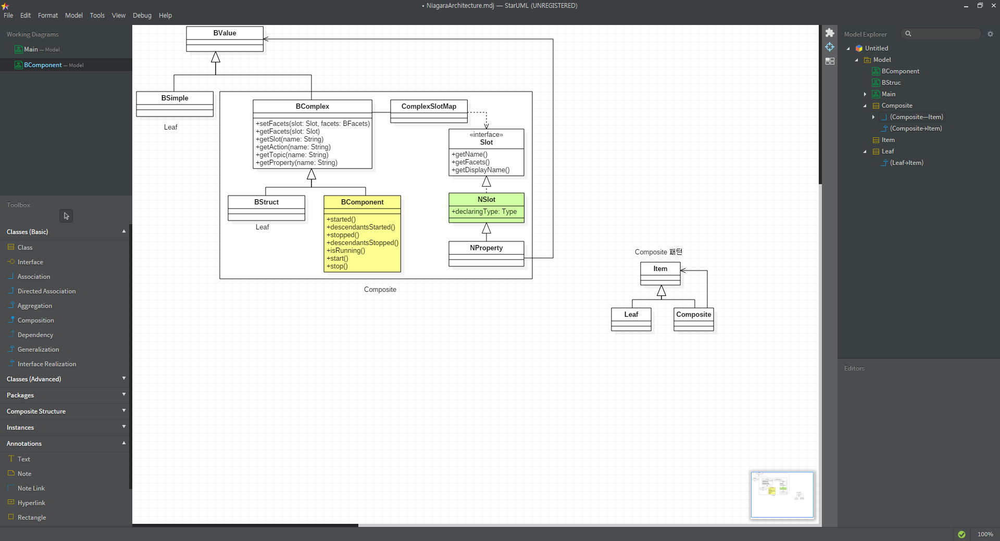 • NiagaraArchitecture.mdj — StarUML (UNREGISTERED)
File Edit Format Model Tools View Debug Help
Working Diagrams
Main — Model
BComponent — Model
Toolbox
Classes (Basic)
Class
Interface
Association
Directed Association
Aggregation
Composition
Dependency
Generalization
Interface Realization
Classes (Advanced)
Packages
Composite Structure
Instances
Annotations
Text
Note
Note Link
Hyperlink
Rectangle
BValue
BSimple
Leaf
BComplex
+setFacets(slot: Slot, facets: BFacets)
+getFacets(slot: Slot)
+getSlot(name: String)
+getAction(name: String)
+getTopic(name: String)
+getProperty(name: String)
ComplexSlotMap
«interface»
Slot
+getName()
+getFacets()
+getDisplayName()
BStruct
Leaf
BComponent
+started()
+descendantsStarted()
+stopped()
+descendantsStopped()
+isRunning()
+start()
+stop()
NSlot
+declaringType: Type
NProperty
Composite
Composite 패턴
Item
Leaf
Composite
Model Explorer
Untitled
Model
BComponent
BStruc
Main
Composite
(Composite—Item)
(Composite→Item)
Item
Leaf
(Leaf→Item)
Editors
100%